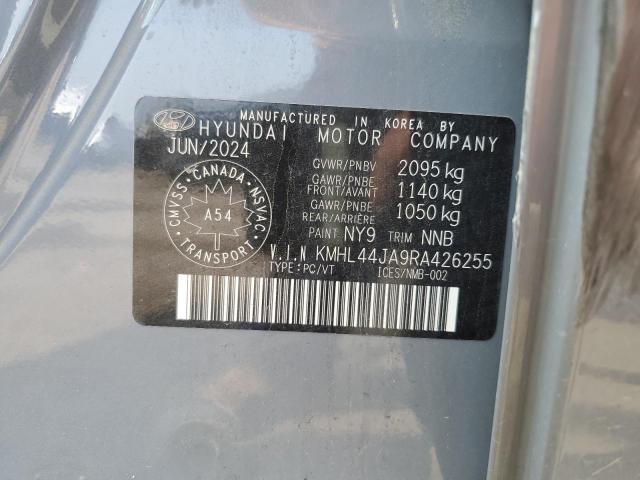 MANUFACTURED IN KOREA BY
HYUNDAI MOTOR COMPANY
JUN/2024
GVWR/PNBV 2095 kg
GAWR/PNBE
FRONT/AVANT 1140 kg
GAWR/PNBE
REAR/ARRIÈRE 1050 kg
PAINT NY9 TRIM NNB
CANADA
CMVSS NSVAC
A54
TRANSPORT
V.I.N KMHL44JA9RA426255
TYPE : PC/VT ICES/NMB-002